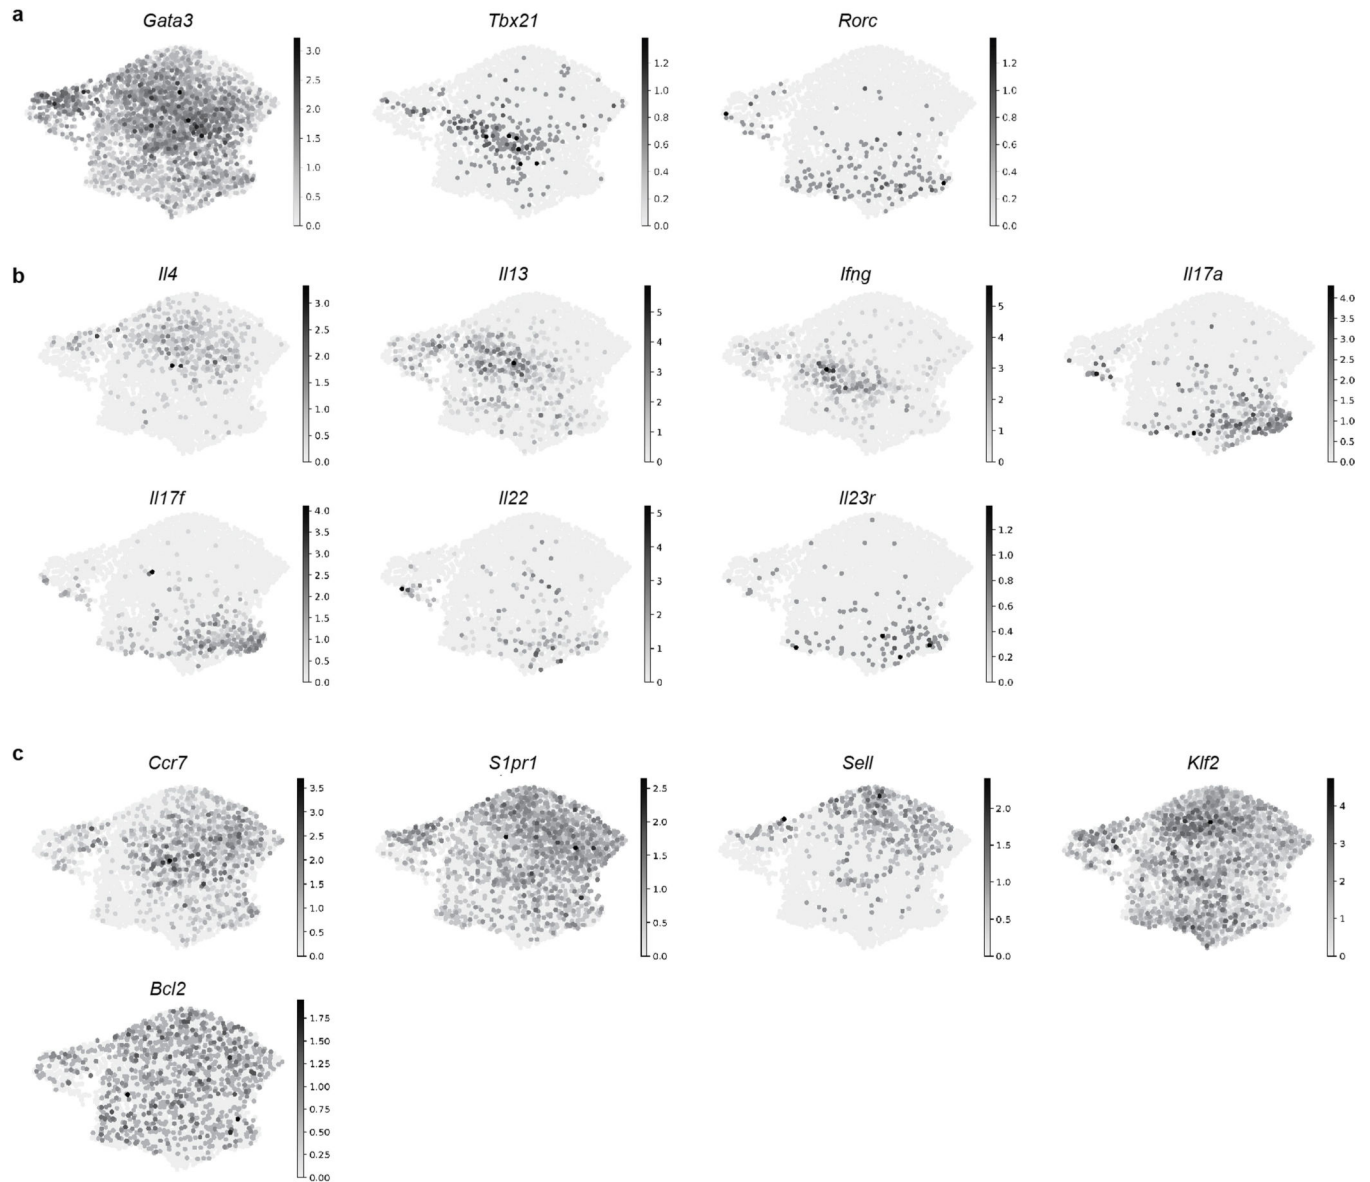 a
Gata3 Tbx21 Rorc
3.0 2.5 2.0 1.5 1.0 0.5 0.0
1.2 1.0 0.8 0.6 0.4 0.2 0.0
1.2 1.0 0.8 0.6 0.4 0.2 0.0
b
Il4 Il13 Ifng Il17a
3.0 2.5 2.0 1.5 1.0 0.5 0.0
5 4 3 2 1 0
5 4 3 2 1 0
4.0 3.5 3.0 2.5 2.0 1.5 1.0 0.5 0.0
Il17f Il22 Il23r
4.0 3.5 3.0 2.5 2.0 1.5 1.0 0.5 0.0
5 4 3 2 1 0
1.2 1.0 0.8 0.6 0.4 0.2 0.0
c
Ccr7 S1pr1 Sell Klf2
3.5 3.0 2.5 2.0 1.5 1.0 0.5 0.0
2.5 2.0 1.5 1.0 0.5 0.0
2.0 1.5 1.0 0.5 0.0
4 3 2 1 0
Bcl2
1.75 1.50 1.25 1.00 0.75 0.50 0.25 0.00